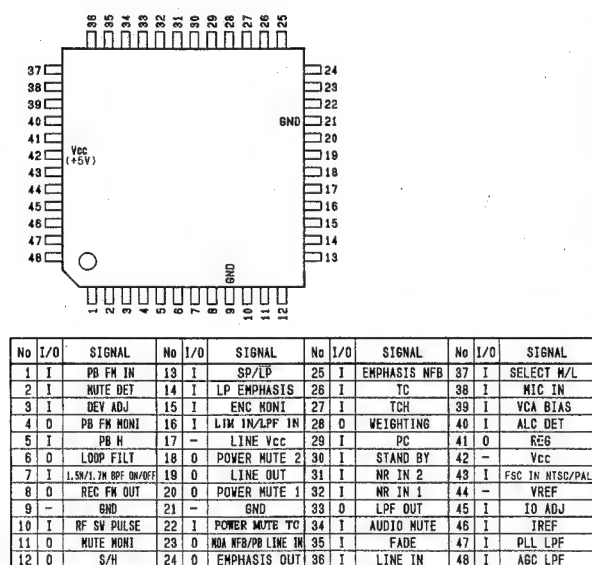 36 35 34 33 32 31 30 29 28 27 26 25
37 24
38 23
39 22
40 GND 21
41 20
42 Vcc 19
(+5V)
43 18
44 17
45 16
46 15
47 14
48 GND 13
1 2 3 4 5 6 7 8 9 10 11 12
No I/O SIGNAL No I/O SIGNAL No I/O SIGNAL No I/O SIGNAL
1 I PB FM IN 13 I SP/LP 25 I EMPHASIS NFB 37 I SELECT M/L
2 I MUTE DET 14 I LP EMPHASIS 26 I TC 38 I MIC IN
3 I DEV ADJ 15 I ENC MONI 27 I TCH 39 I VCA BIAS
4 O PB FM MONI 16 I LIM IN/LPF IN 28 O WEIGHTING 40 I ALC DET
5 I PB H 17 - LINE Vcc 29 I PC 41 O REG
6 O LOOP FILT 18 O POWER MUTE 2 30 I STAND BY 42 - Vcc
7 I 1.5M/1.7M BPF ON/OFF 19 O LINE OUT 31 I NR IN 2 43 I FSC IN NTSC/PAL
8 O REC FM OUT 20 O POWER MUTE 1 32 I NR IN 1 44 - VREF
9 - GND 21 - GND 33 O LPF OUT 45 I IO ADJ
10 I RF SW PULSE 22 I POWER MUTE TC 34 I AUDIO MUTE 46 I IREF
11 O MUTE MONI 23 O MDA NFB/PB LINE IN 35 I FADE 47 I PLL LPF
12 O S/H 24 O EMPHASIS OUT 36 I LINE IN 48 I AGC LPF